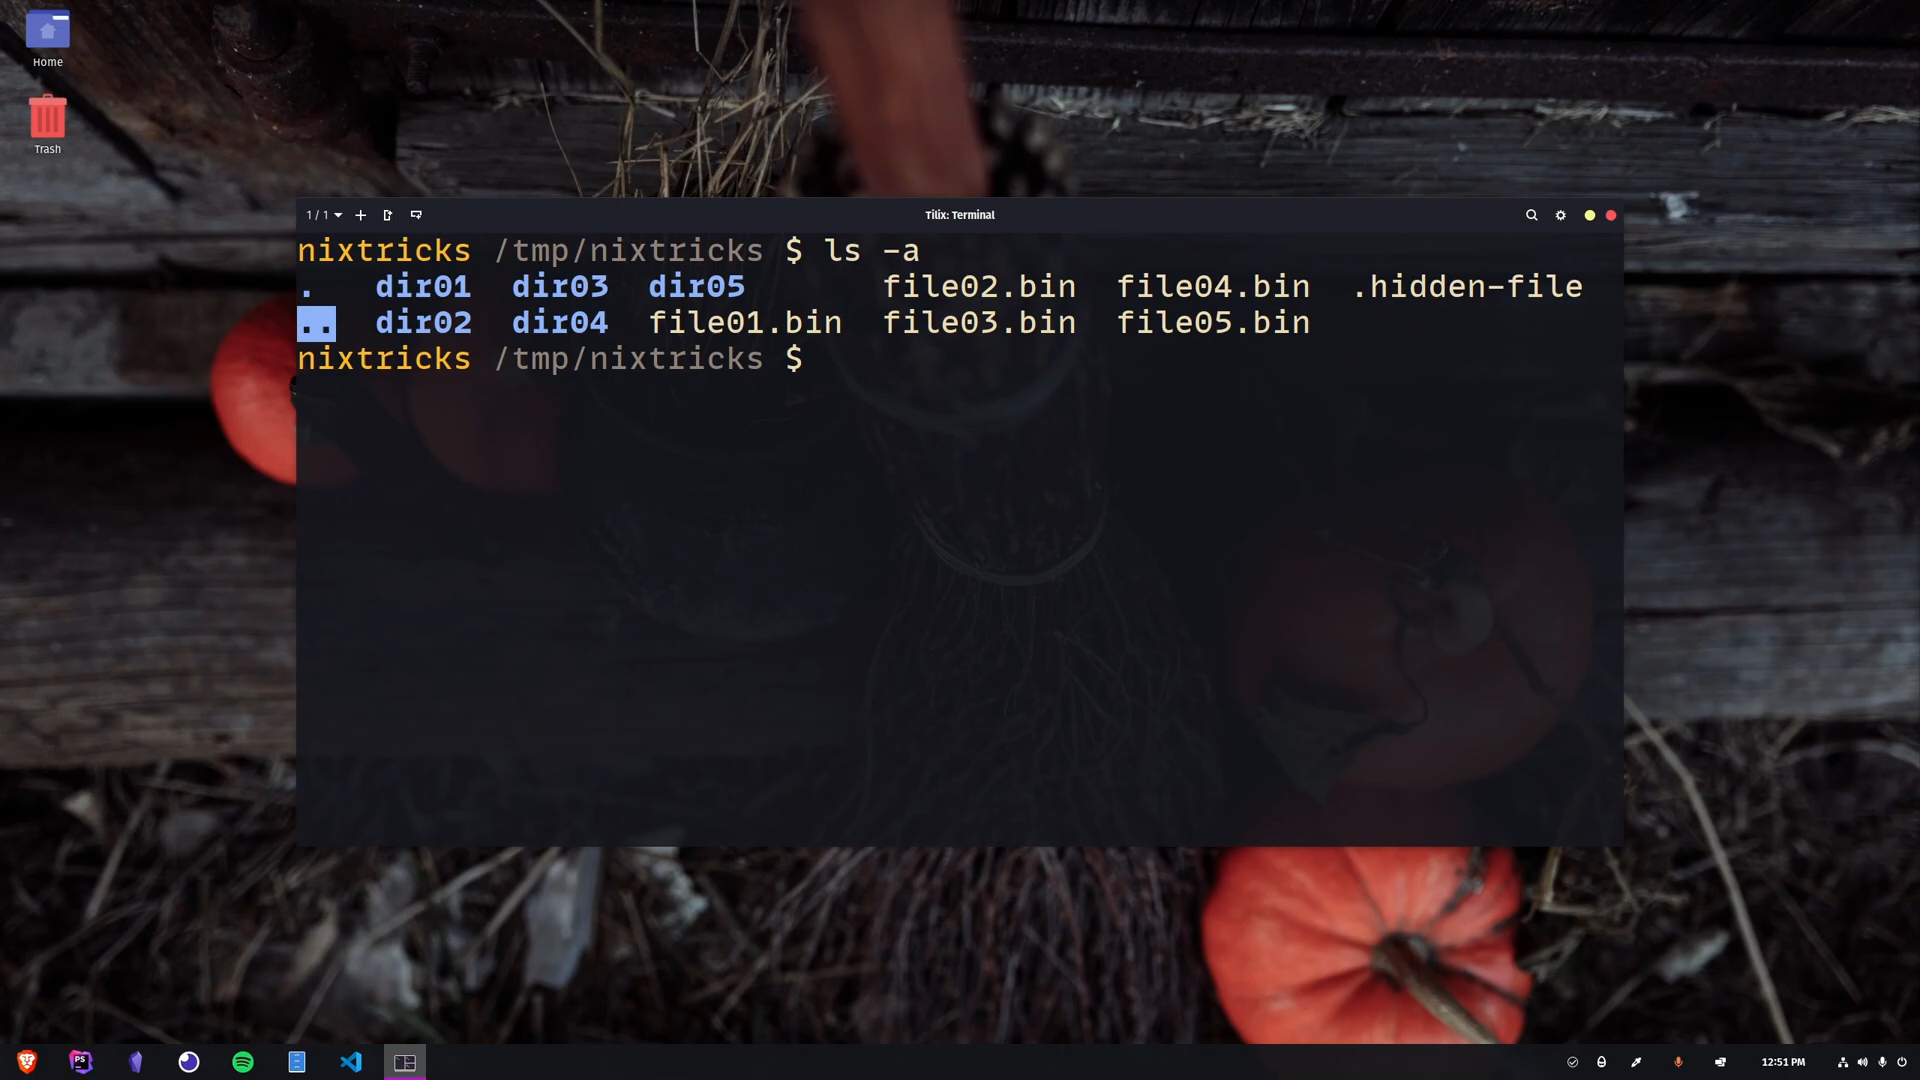 Home
Trash
1 / 1
Tilix: Terminal
nixtricks /tmp/nixtricks $ ls -a
. dir01 dir03 dir05 file02.bin file04.bin .hidden-file
.. dir02 dir04 file01.bin file03.bin file05.bin
nixtricks /tmp/nixtricks $
PS
12:51 PM